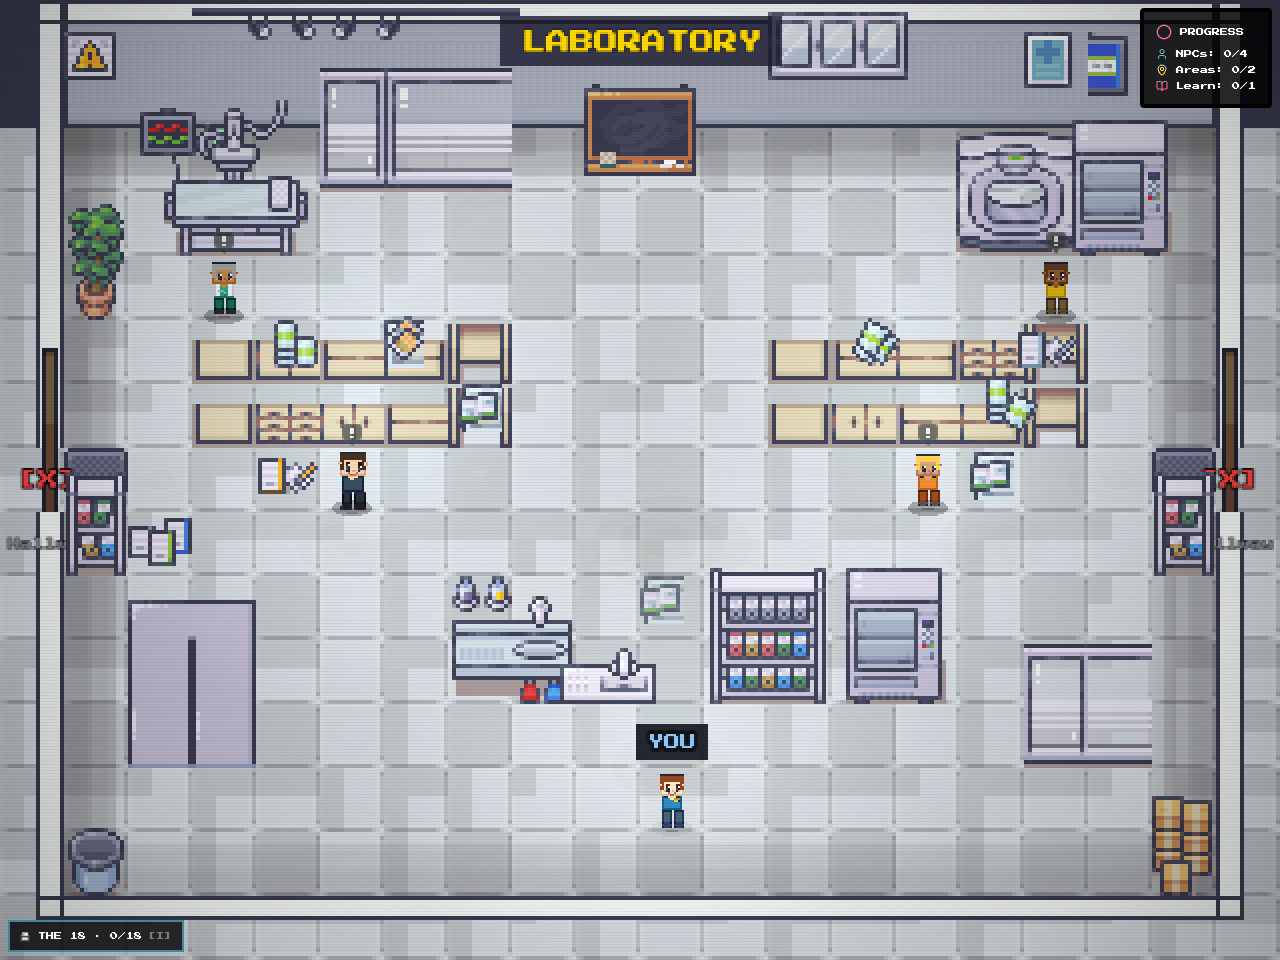 LABORATORY
PROGRESS
NPCs: 0/4
Areas: 0/2
Learn: 0/1
[X]
[X]
YOU
THE 18 · 0/18 [I]